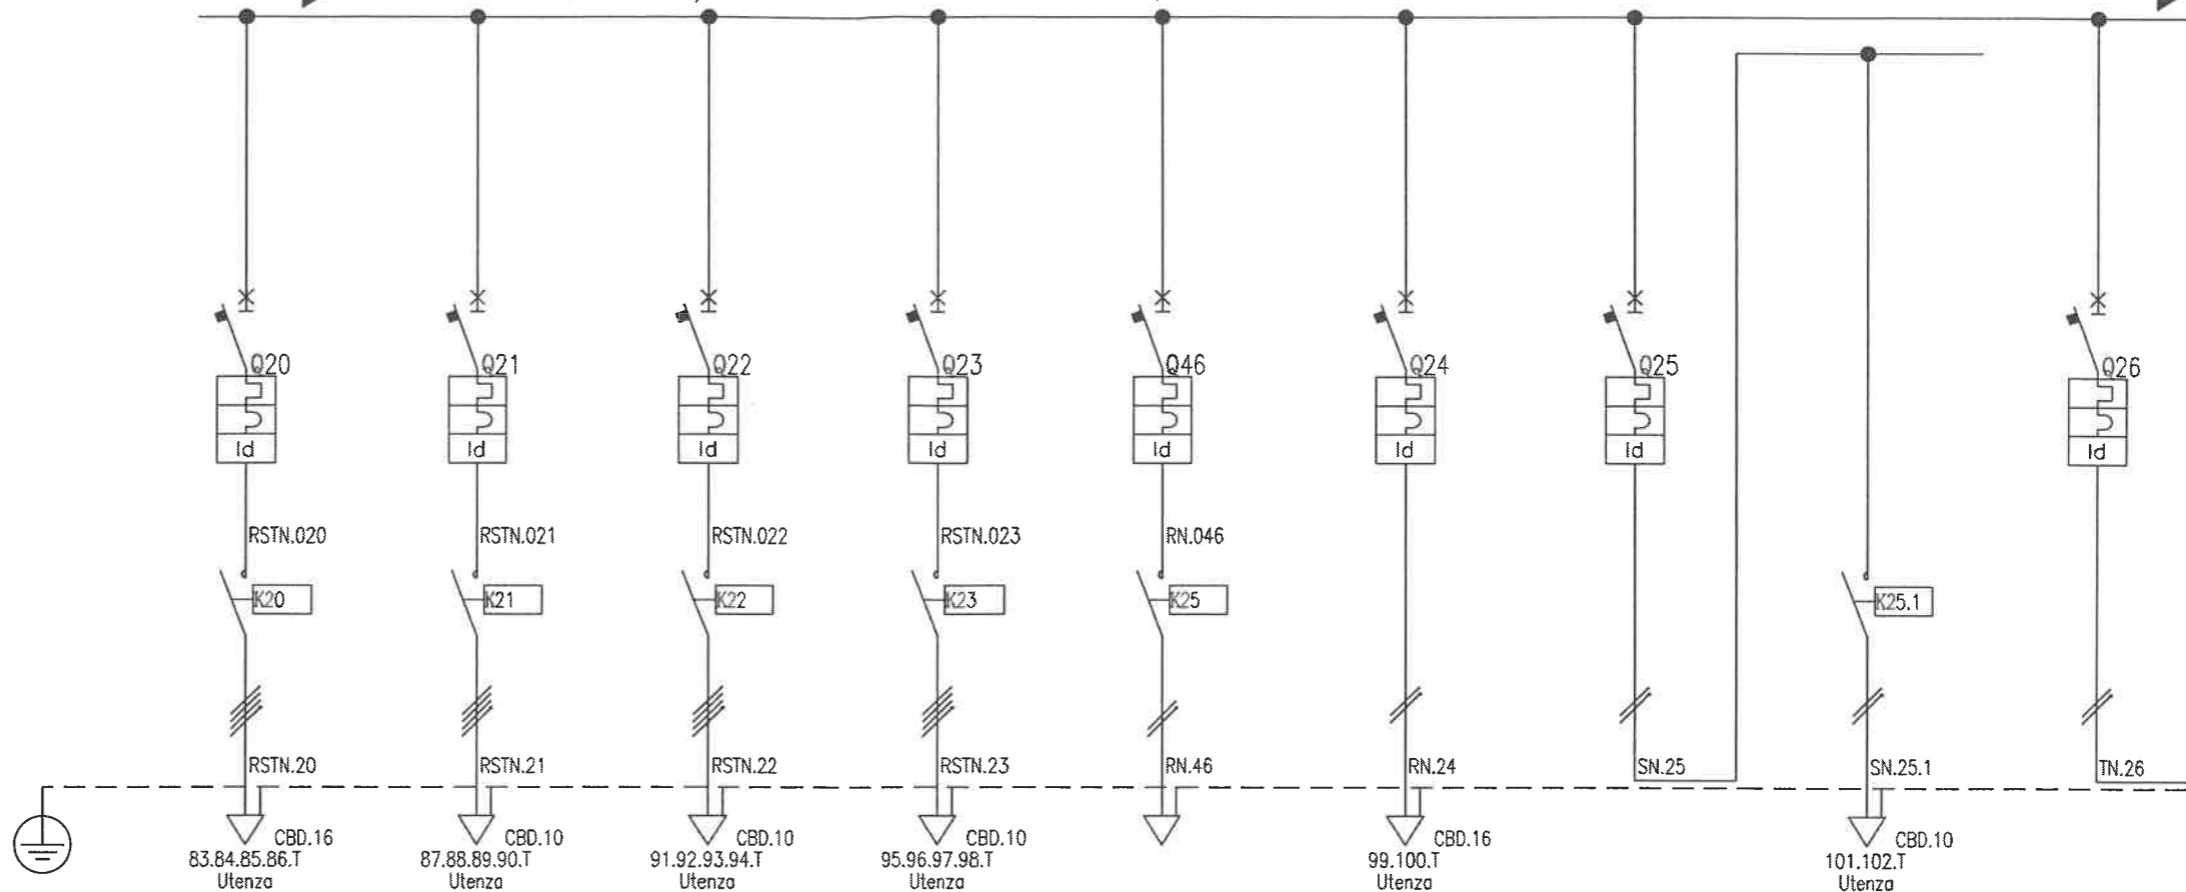 Q20 Q21 Q22 Q23 Q46 Q24 Q25 Q26
Id Id Id Id Id Id Id Id
RSTN.020 RSTN.021 RSTN.022 RSTN.023 RN.046
K20 K21 K22 K23 K25 K25.1
RSTN.20 RSTN.21 RSTN.22 RSTN.23 RN.46 RN.24 SN.25 SN.25.1 TN.26
CBD.16 CBD.10 CBD.10 CBD.10 CBD.16 CBD.10
83.84.85.86.T 87.88.89.90.T 91.92.93.94.T 95.96.97.98.T 99.100.T 101.102.T
Utenza Utenza Utenza Utenza Utenza Utenza